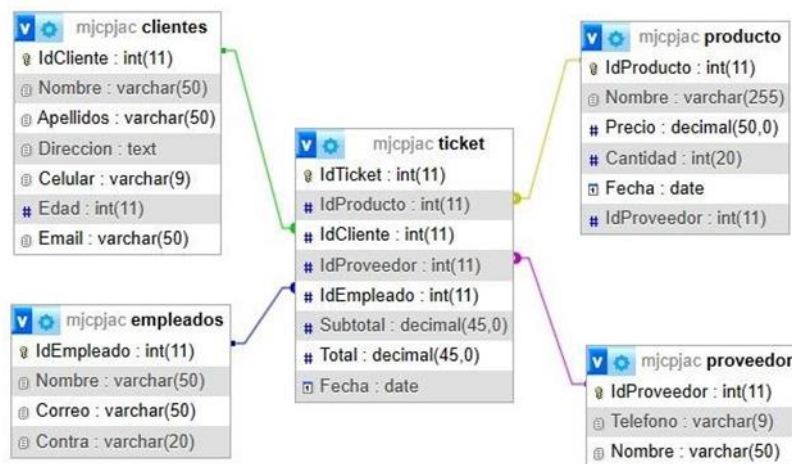 mjcpjac clientes
IdCliente : int(11)
Nombre : varchar(50)
Apellidos : varchar(50)
Direccion : text
Celular : varchar(9)
# Edad : int(11)
Email : varchar(50)
mjcpjac empleados
IdEmpleado : int(11)
Nombre : varchar(50)
Correo : varchar(50)
Contra : varchar(20)
mjcpjac ticket
IdTicket : int(11)
# IdProducto : int(11)
# IdCliente : int(11)
# IdProveedor : int(11)
# IdEmpleado : int(11)
# Subtotal : decimal(45,0)
# Total : decimal(45,0)
Fecha : date
mjcpjac producto
IdProducto : int(11)
Nombre : varchar(255)
# Precio : decimal(50,0)
# Cantidad : int(20)
Fecha : date
# IdProveedor : int(11)
mjcpjac proveedor
IdProveedor : int(11)
Telefono : varchar(9)
Nombre : varchar(50)